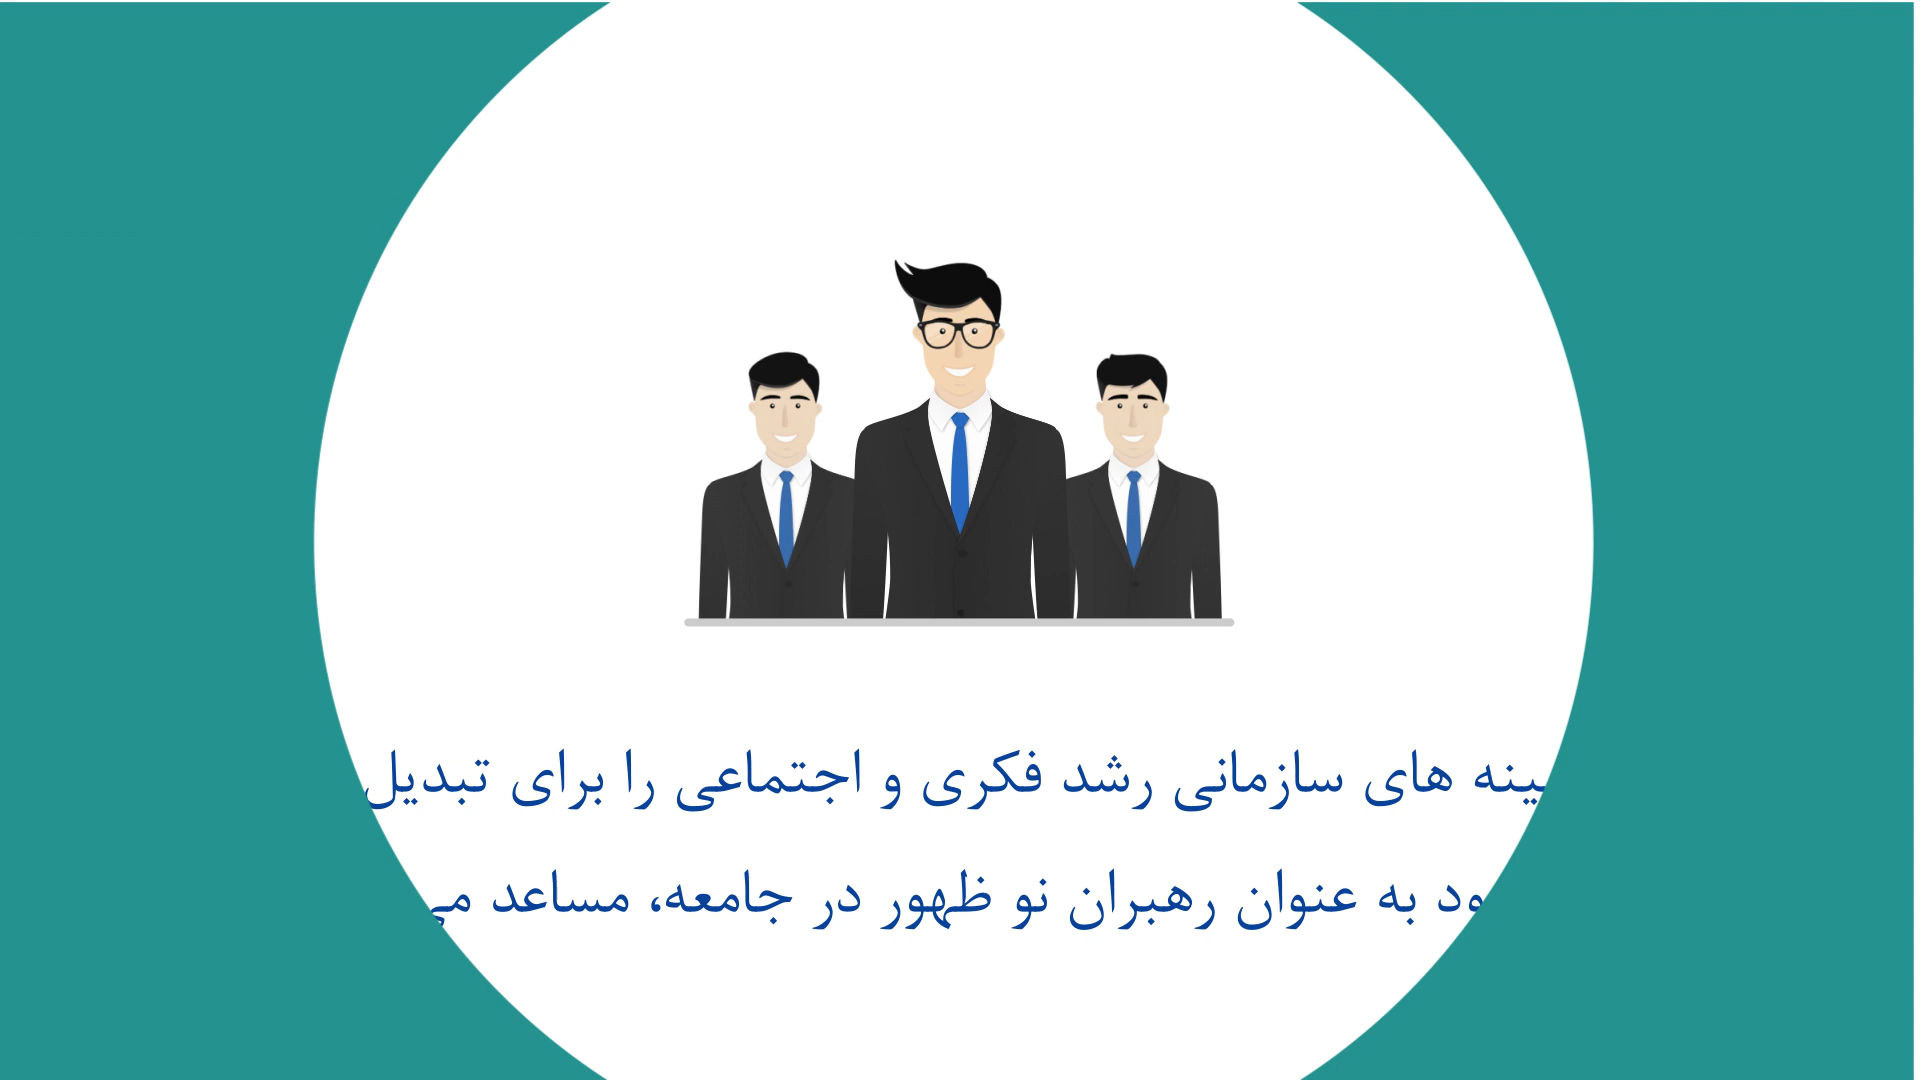 ینه های سازمانی رشد فکری و اجتماعی را برای تبدیل
ود به عنوان رهبران نو ظهور در جامعه، مساعد می